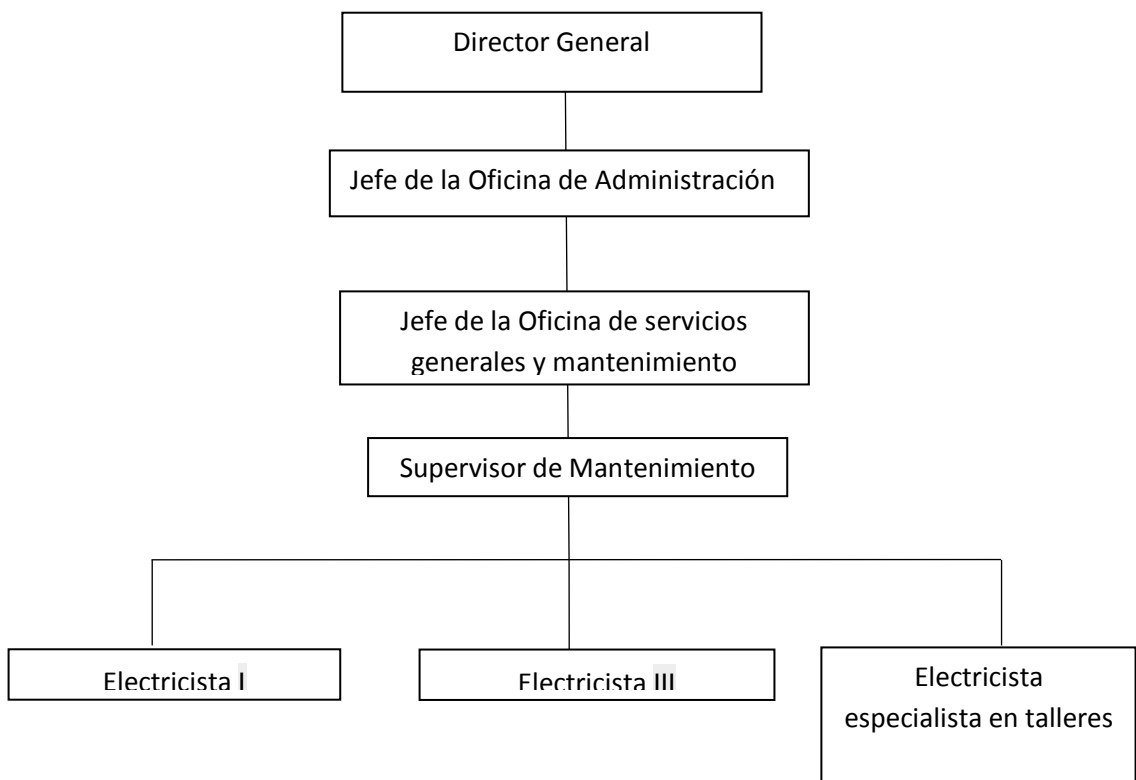 Director General
Jefe de la Oficina de Administración
Jefe de la Oficina de servicios
generales y mantenimiento
Supervisor de Mantenimiento
Electricista I
Electricista III
Electricista
especialista en talleres